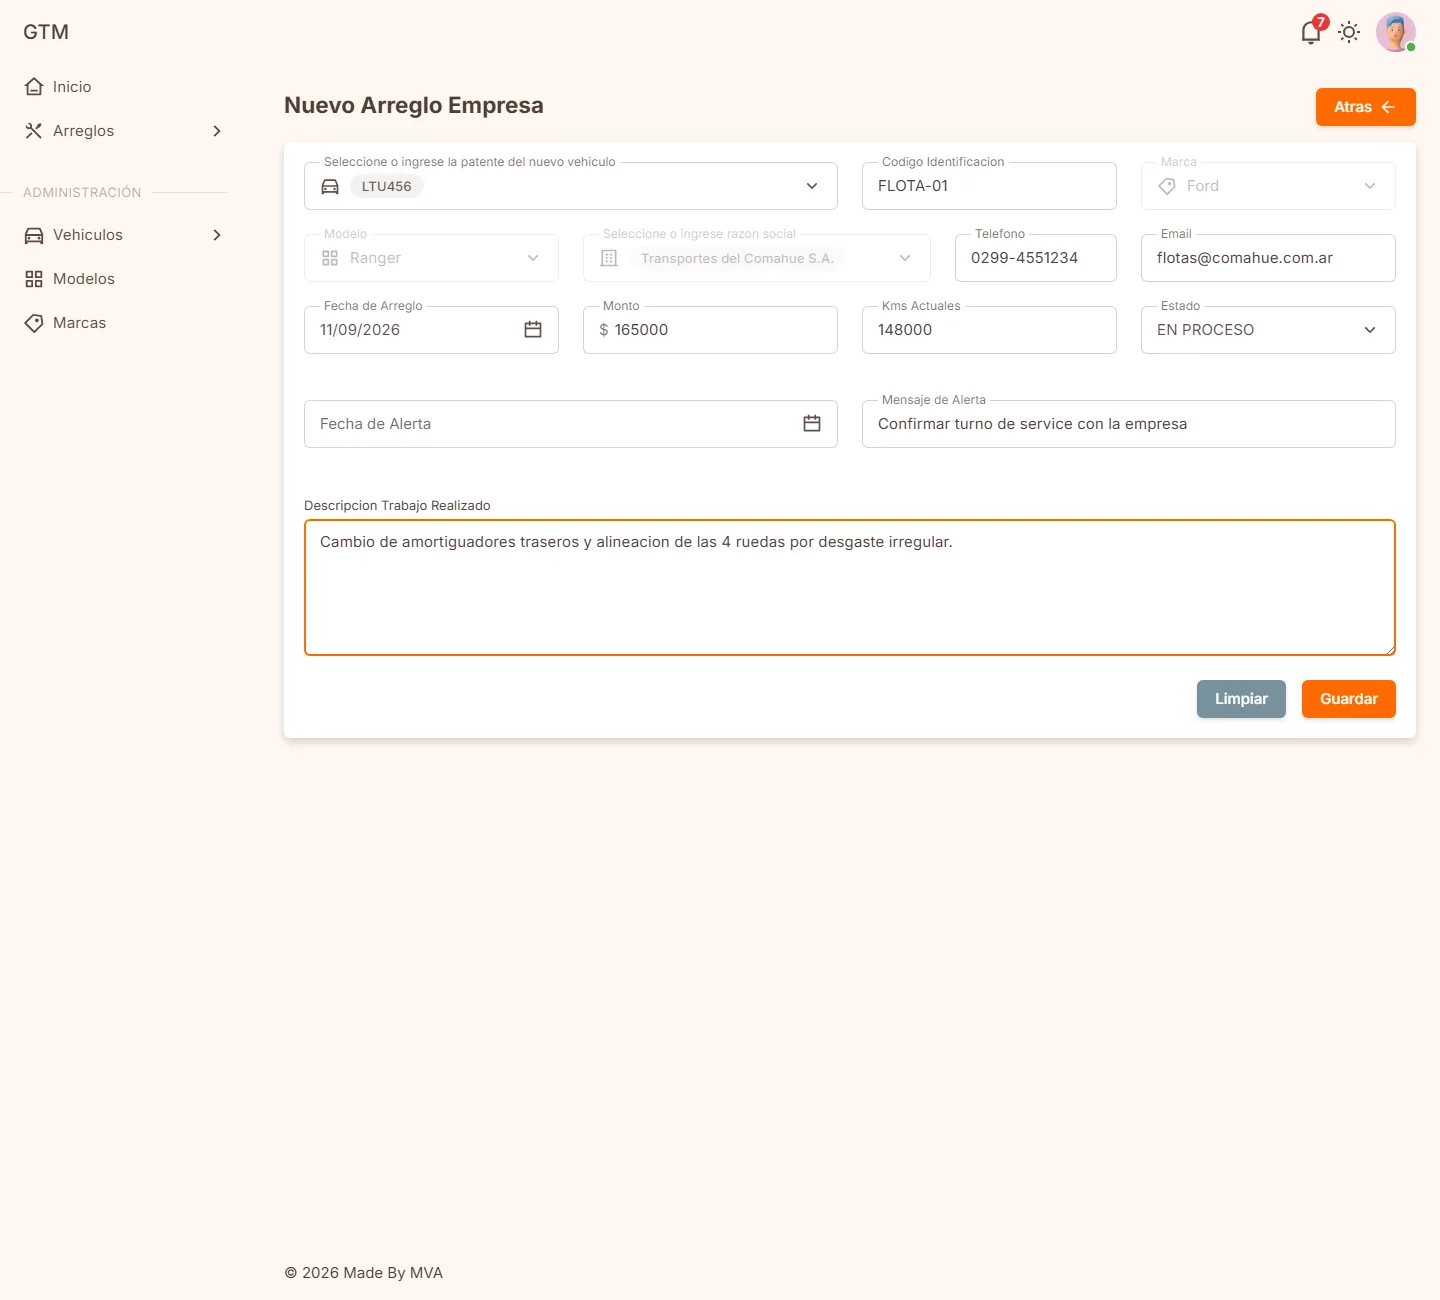 GTM
7
Inicio
Arreglos
ADMINISTRACIÓN
Vehiculos
Modelos
Marcas
Nuevo Arreglo Empresa
Atras
Seleccione o ingrese la patente del nuevo vehiculo
LTU456
Codigo Identificacion
FLOTA-01
Marca
Ford
Modelo
Ranger
Seleccione o ingrese razon social
Transportes del Comahue S.A.
Telefono
0299-4551234
Email
flotas@comahue.com.ar
Fecha de Arreglo
11/09/2026
Monto
$ 165000
Kms Actuales
148000
Estado
EN PROCESO
Fecha de Alerta
Mensaje de Alerta
Confirmar turno de service con la empresa
Descripcion Trabajo Realizado
Cambio de amortiguadores traseros y alineacion de las 4 ruedas por desgaste irregular.
Limpiar
Guardar
© 2026 Made By MVA